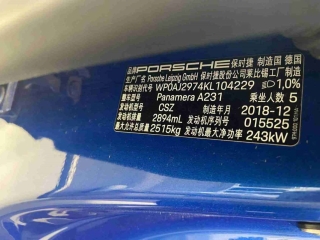 品牌 PORSCHE 保时捷 制造国 德国
生产厂名 Porsche Leipzig GmbH 保时捷股份公司莱比锡工厂制造
车辆识别代号 WP0AJ2974KL104229 1,0%
整车型号 Panamera A231 乘坐人数 5
发动机型号 CSZ 制造年月 2018-12
发动机排量 2894mL 发动机序列号 015526
最大允许总质量 2515kg 发动机最大净功率 243kW